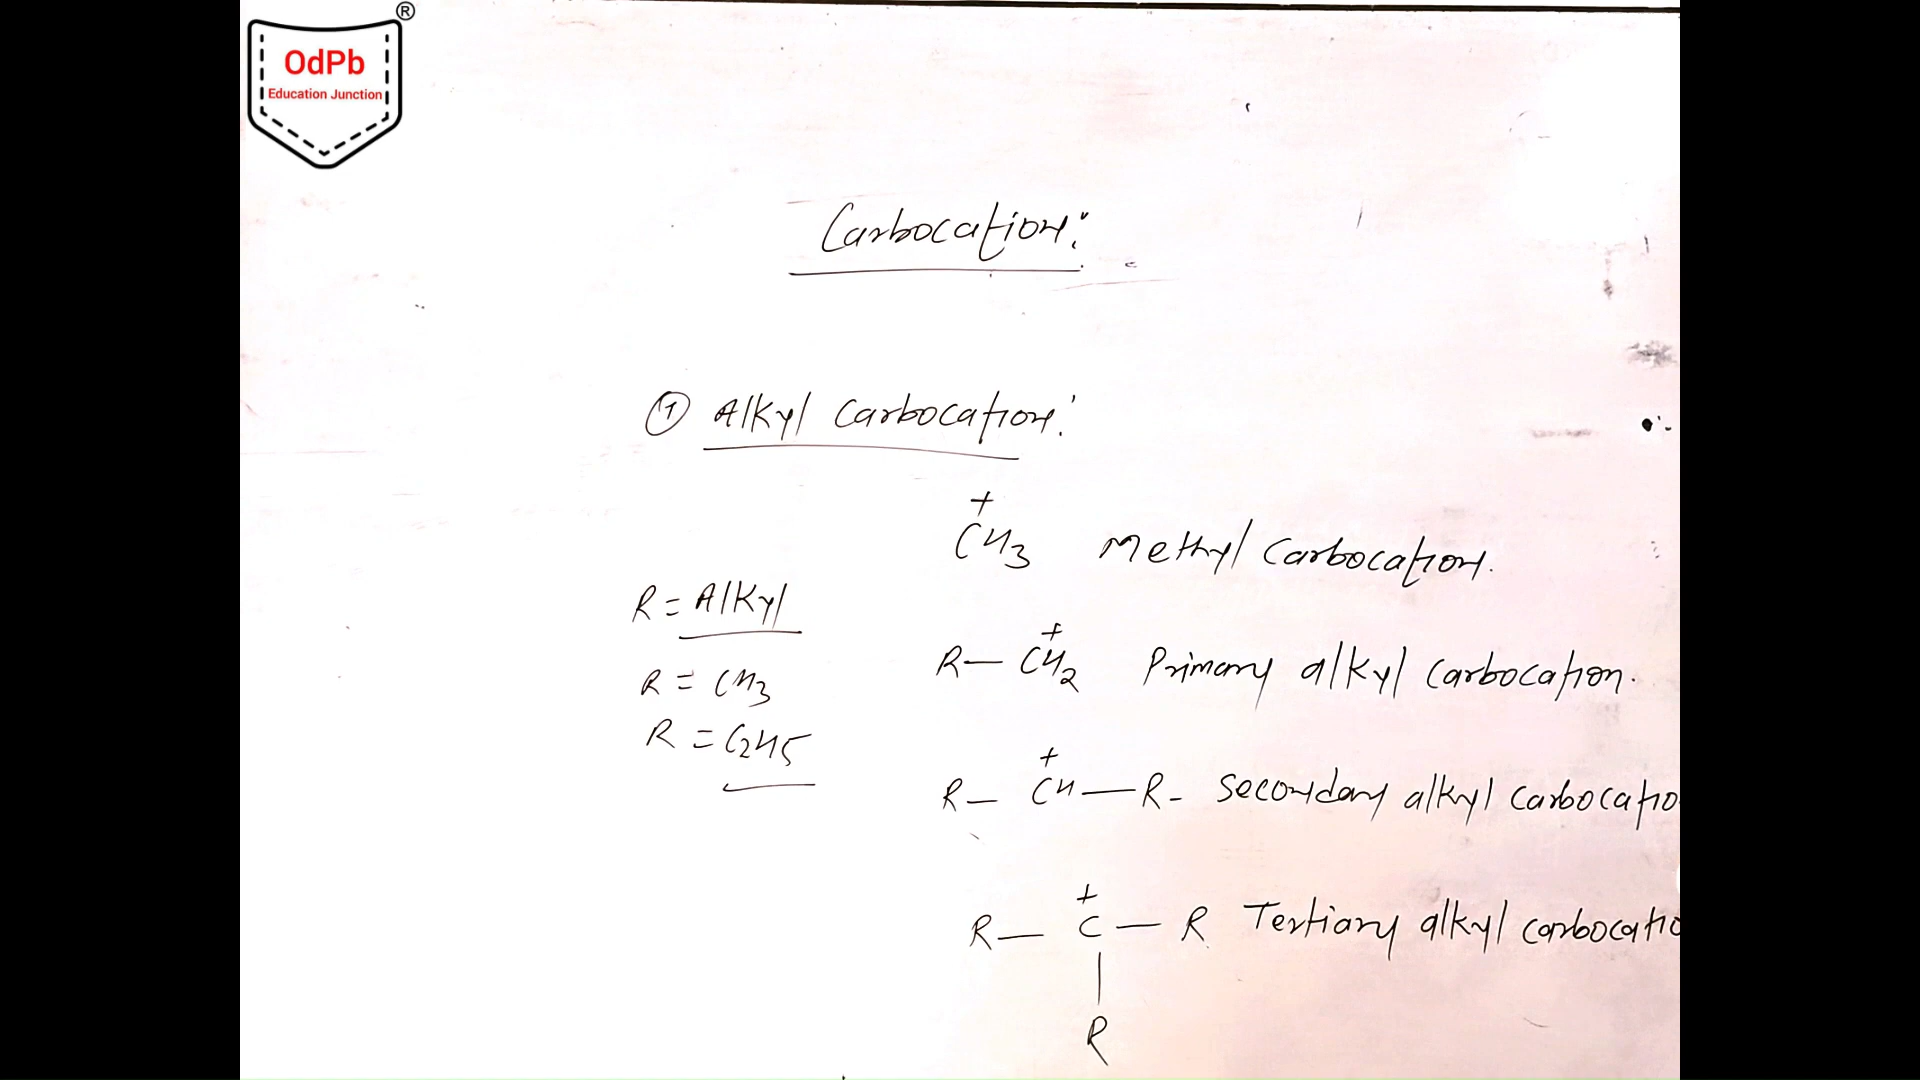 ®
OdPb
Education Junction
Carbocation:
① Alkyl Carbocation:
+
CH3 Methyl Carbocation.
R = Alkyl
+
R — CH2 Primary alkyl Carbocation.
R = CH3
R = C2H5
+
R — CH — R - Secondary alkyl Carbocatio
+
R — C — R Tertiary alkyl carbocatio
|
R